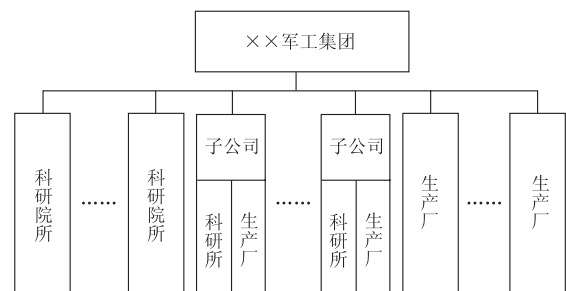 ××军工集团
科研院所
……
科研院所
子公司
科研所
生产厂
……
子公司
科研所
生产厂
生产厂
……
生产厂